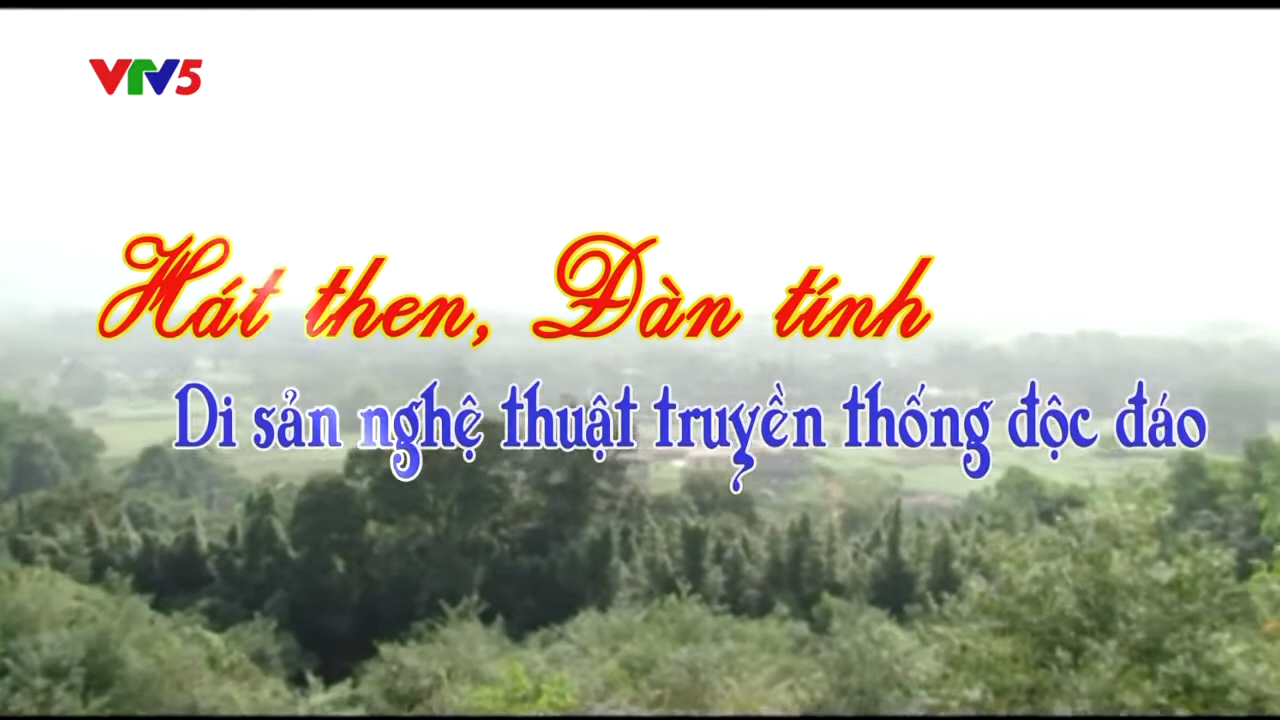 VTV5
Hát then, Đàn tính
Di sản nghệ thuật truyền thống độc đáo